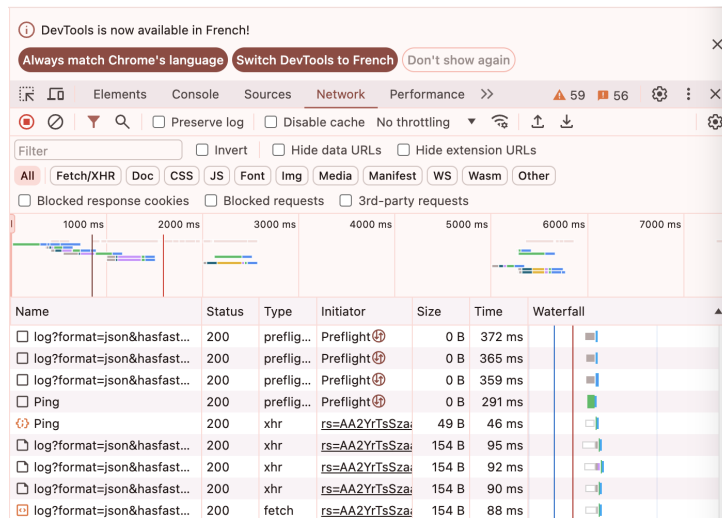 DevTools is now available in French!
Always match Chrome's language Switch DevTools to French Don't show again
Elements Console Sources Network Performance 59 56
Preserve log Disable cache No throttling
Filter Invert Hide data URLs Hide extension URLs
All Fetch/XHR Doc CSS JS Font Img Media Manifest WS Wasm Other
Blocked response cookies Blocked requests 3rd-party requests
1000 ms 2000 ms 3000 ms 4000 ms 5000 ms 6000 ms 7000 ms
Name Status Type Initiator Size Time Waterfall
log?format=json&hasfast... 200 preflig... Preflight 0 B 372 ms
log?format=json&hasfast... 200 preflig... Preflight 0 B 365 ms
log?format=json&hasfast... 200 preflig... Preflight 0 B 359 ms
Ping 200 preflig... Preflight 0 B 291 ms
Ping 200 xhr rs=AA2YrTsSzaa 49 B 46 ms
log?format=json&hasfast... 200 xhr rs=AA2YrTsSzaa 154 B 95 ms
log?format=json&hasfast... 200 xhr rs=AA2YrTsSzaa 154 B 92 ms
log?format=json&hasfast... 200 xhr rs=AA2YrTsSzaa 154 B 90 ms
log?format=json&hasfast... 200 fetch rs=AA2YrTsSzaa 154 B 88 ms